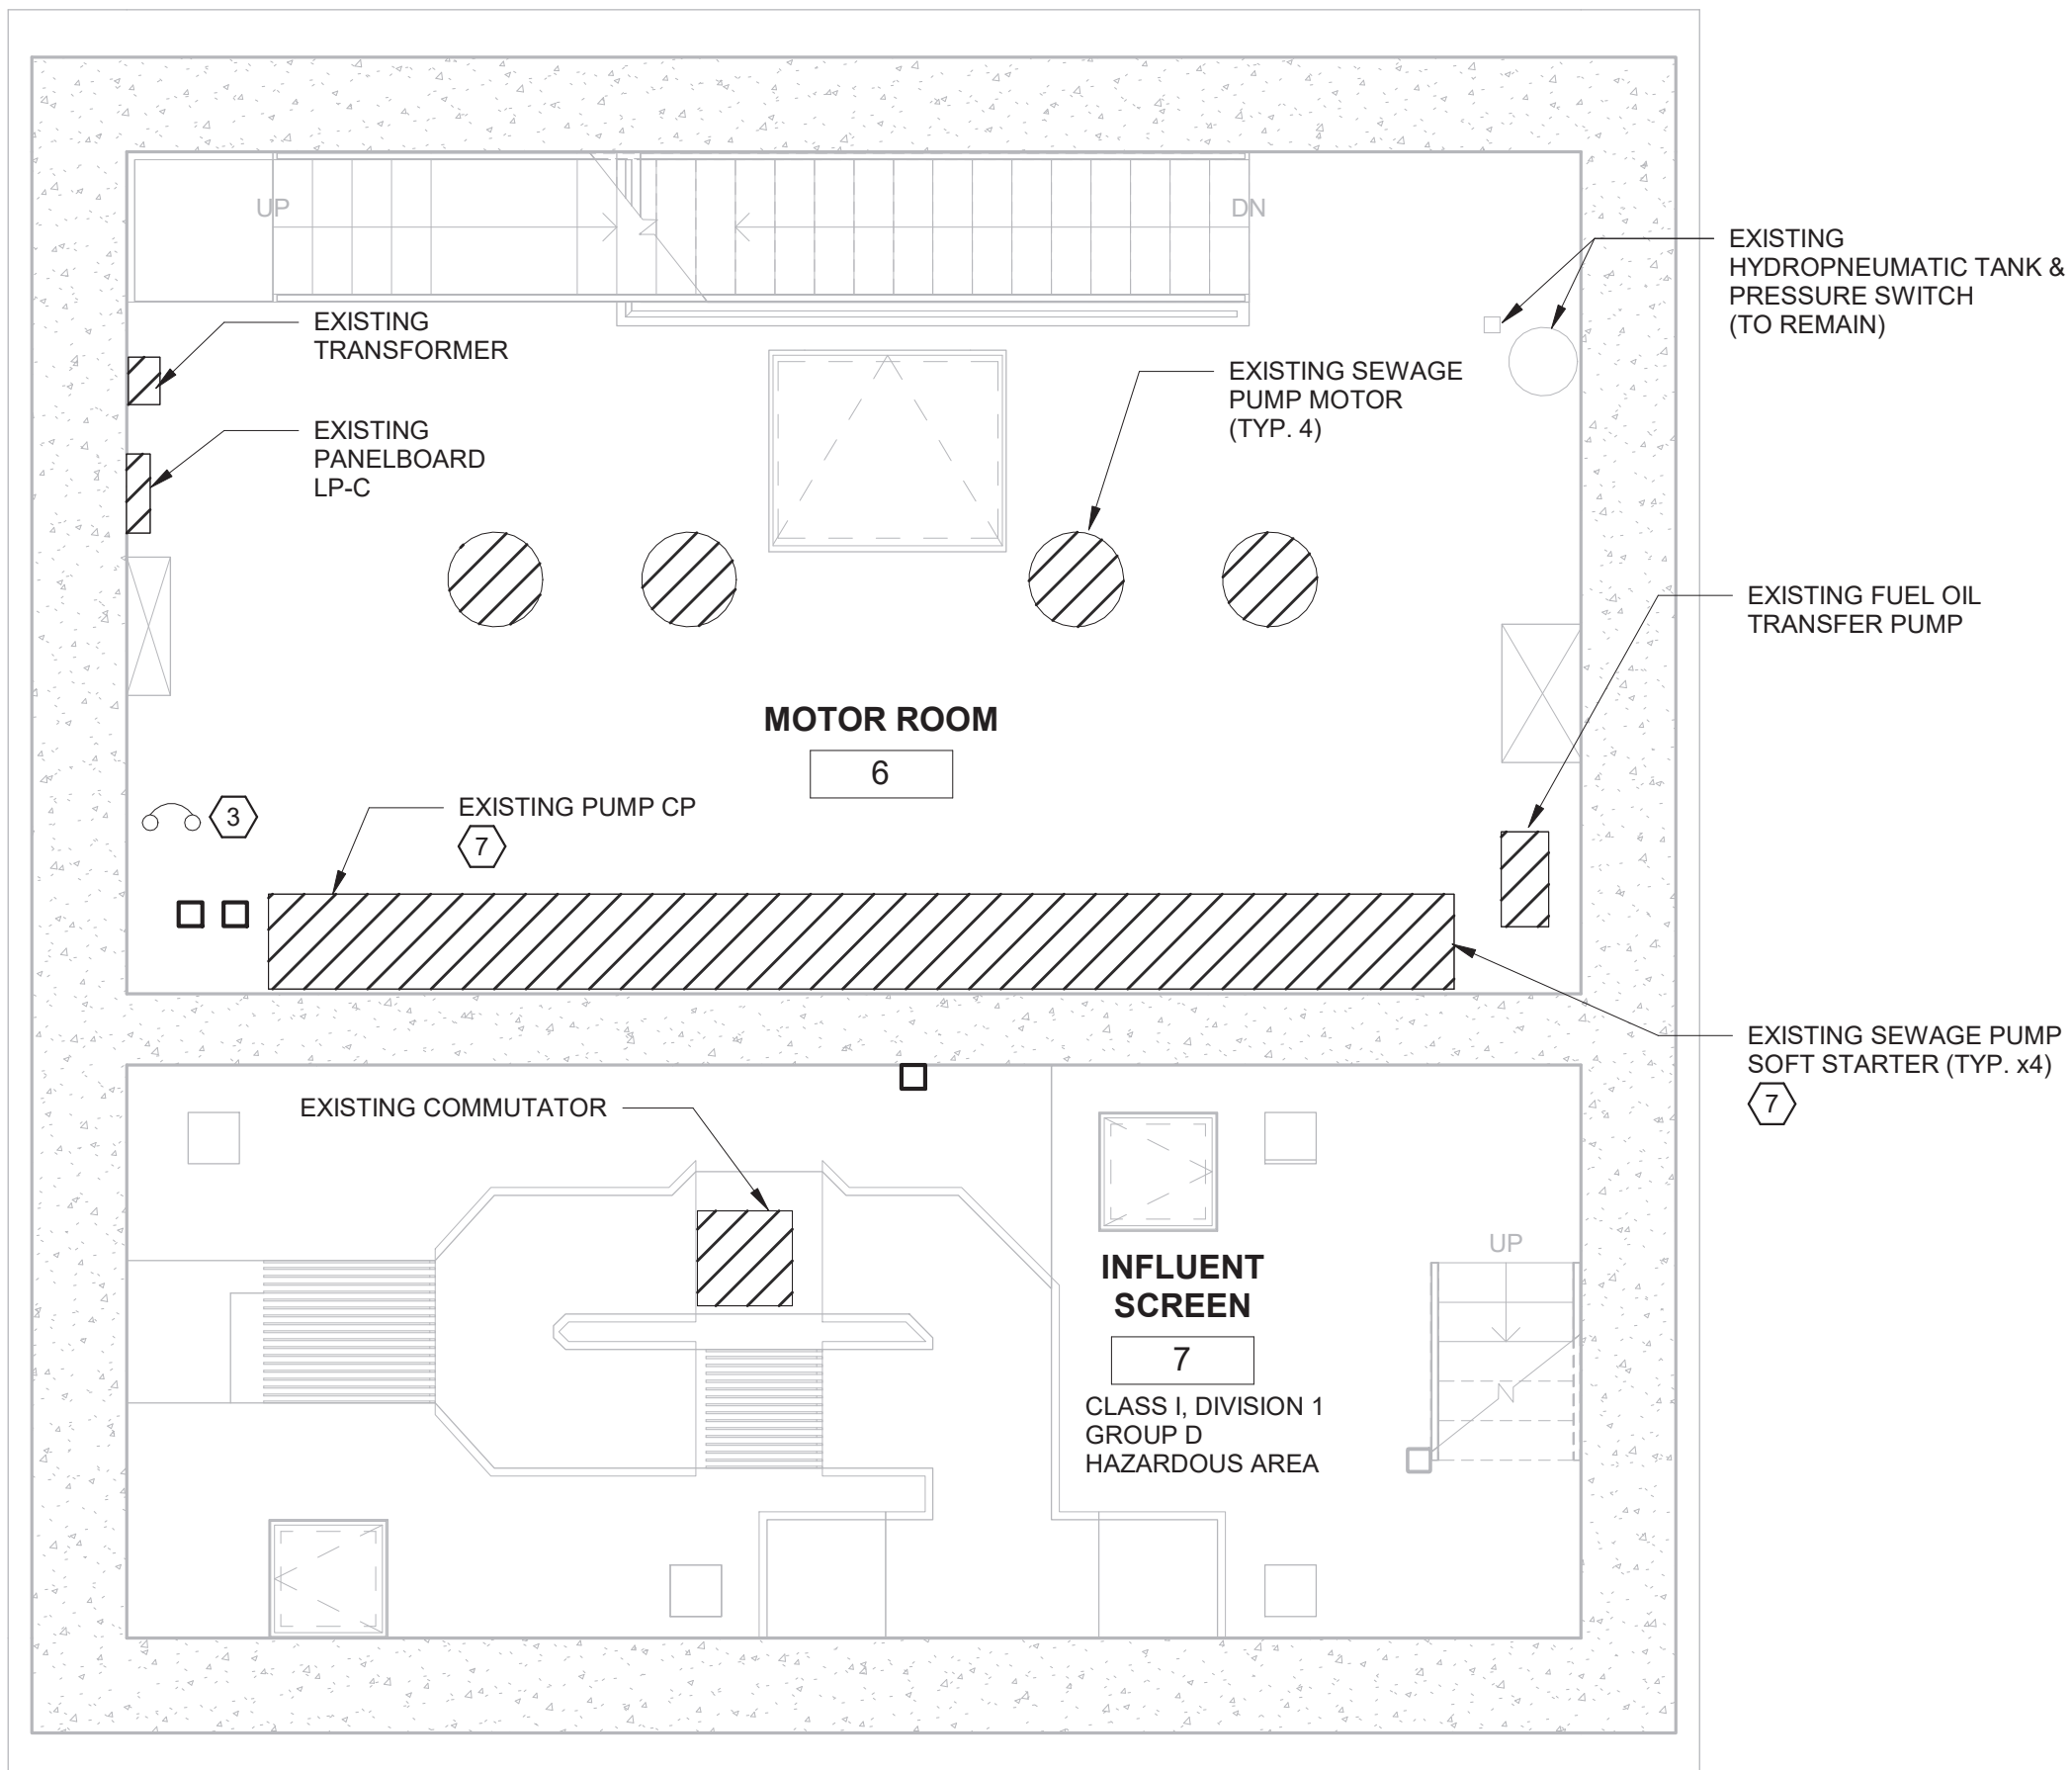 UP
DN
EXISTING
HYDROPNEUMATIC TANK &
PRESSURE SWITCH
(TO REMAIN)
EXISTING
TRANSFORMER
EXISTING SEWAGE
PUMP MOTOR
(TYP. 4)
EXISTING
PANELBOARD
LP-C
EXISTING FUEL OIL
TRANSFER PUMP
MOTOR ROOM
6
3
EXISTING PUMP CP
7
EXISTING SEWAGE PUMP
SOFT STARTER (TYP. x4)
7
EXISTING COMMUTATOR
UP
INFLUENT
SCREEN
7
CLASS I, DIVISION 1
GROUP D
HAZARDOUS AREA